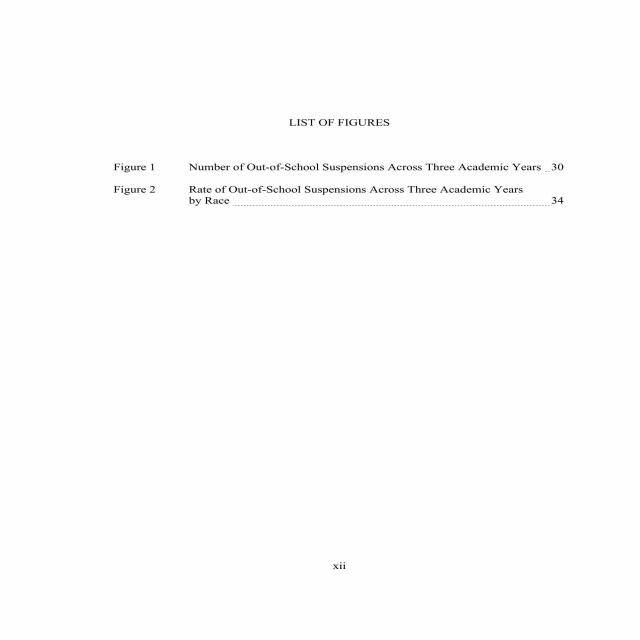 LIST OF FIGURES
Figure 1 Number of Out-of-School Suspensions Across Three Academic Years 30
Figure 2 Rate of Out-of-School Suspensions Across Three Academic Years
by Race 34
xii